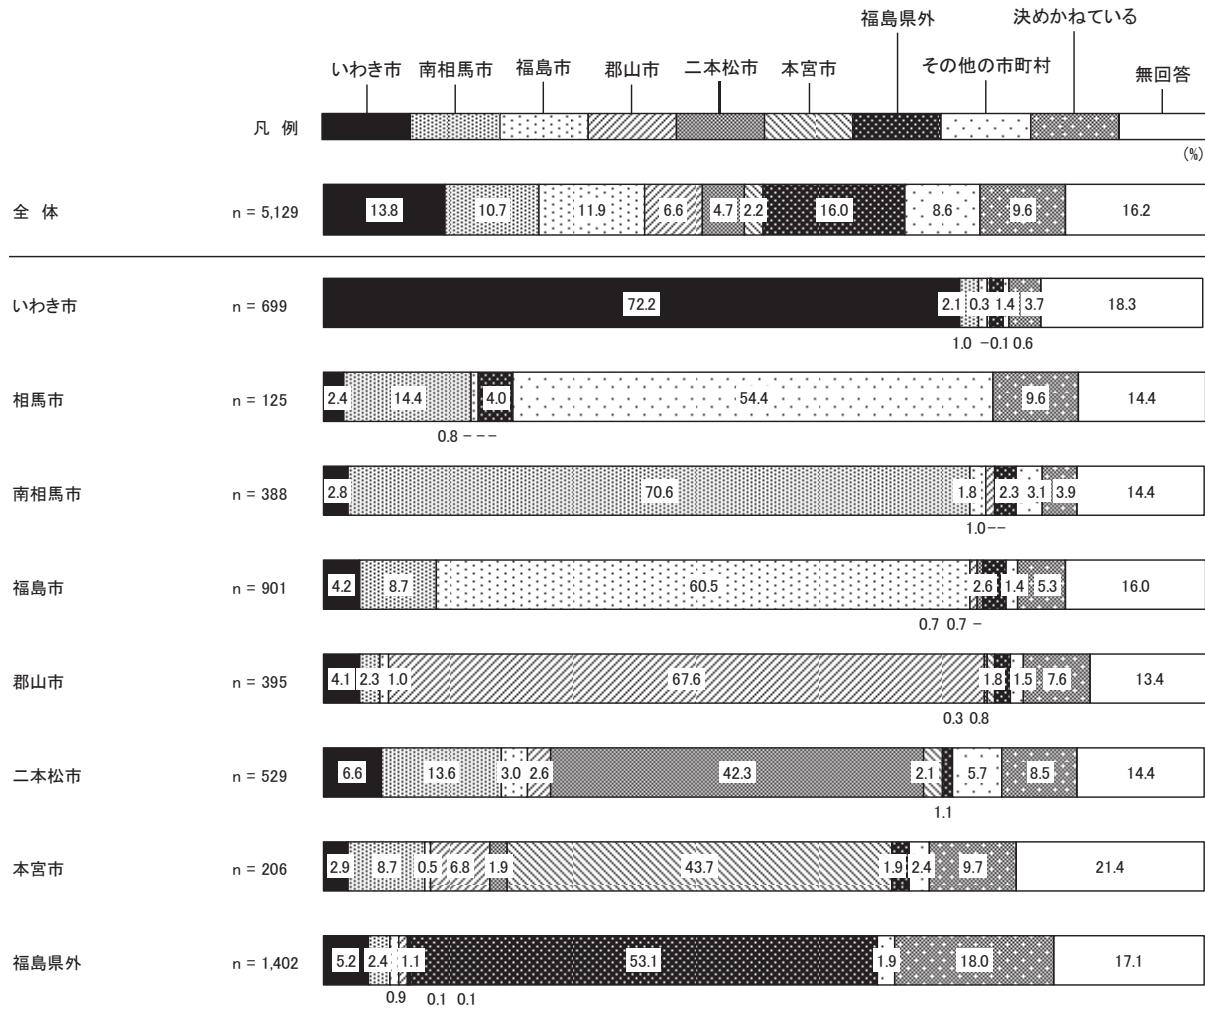 福島県外 決めかねている
いわき市 南相馬市 福島市 郡山市 二本松市 本宮市 その他の市町村 無回答
凡 例
(%)
全 体 n = 5,129 13.8 10.7 11.9 6.6 4.7 2.2 16.0 8.6 9.6 16.2
いわき市 n = 699 72.2 2.1 0.3 1.4 3.7 18.3
1.0 −0.1 0.6
相馬市 n = 125 2.4 14.4 4.0 54.4 9.6 14.4
0.8 − − −
南相馬市 n = 388 2.8 70.6 1.8 2.3 3.1 3.9 14.4
1.0 − −
福島市 n = 901 4.2 8.7 60.5 2.6 1.4 5.3 16.0
0.7 0.7 −
郡山市 n = 395 4.1 2.3 1.0 67.6 1.8 1.5 7.6 13.4
0.3 0.8
二本松市 n = 529 6.6 13.6 3.0 2.6 42.3 2.1 5.7 8.5 14.4
1.1
本宮市 n = 206 2.9 8.7 0.5 6.8 1.9 43.7 1.9 2.4 9.7 21.4
福島県外 n = 1,402 5.2 2.4 1.1 53.1 1.9 18.0 17.1
0.9 0.1 0.1